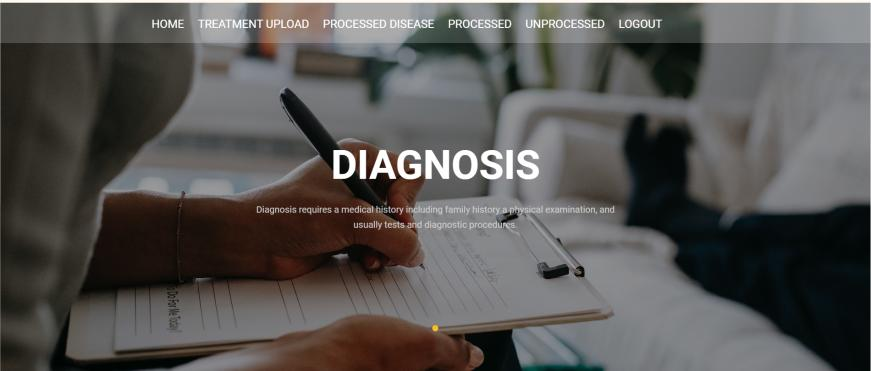 HOME TREATMENT UPLOAD PROCESSED DISEASE PROCESSED UNPROCESSED LOGOUT
DIAGNOSIS
Diagnosis requires a medical history including family history a physical examination, and
usually tests and diagnostic procedures.